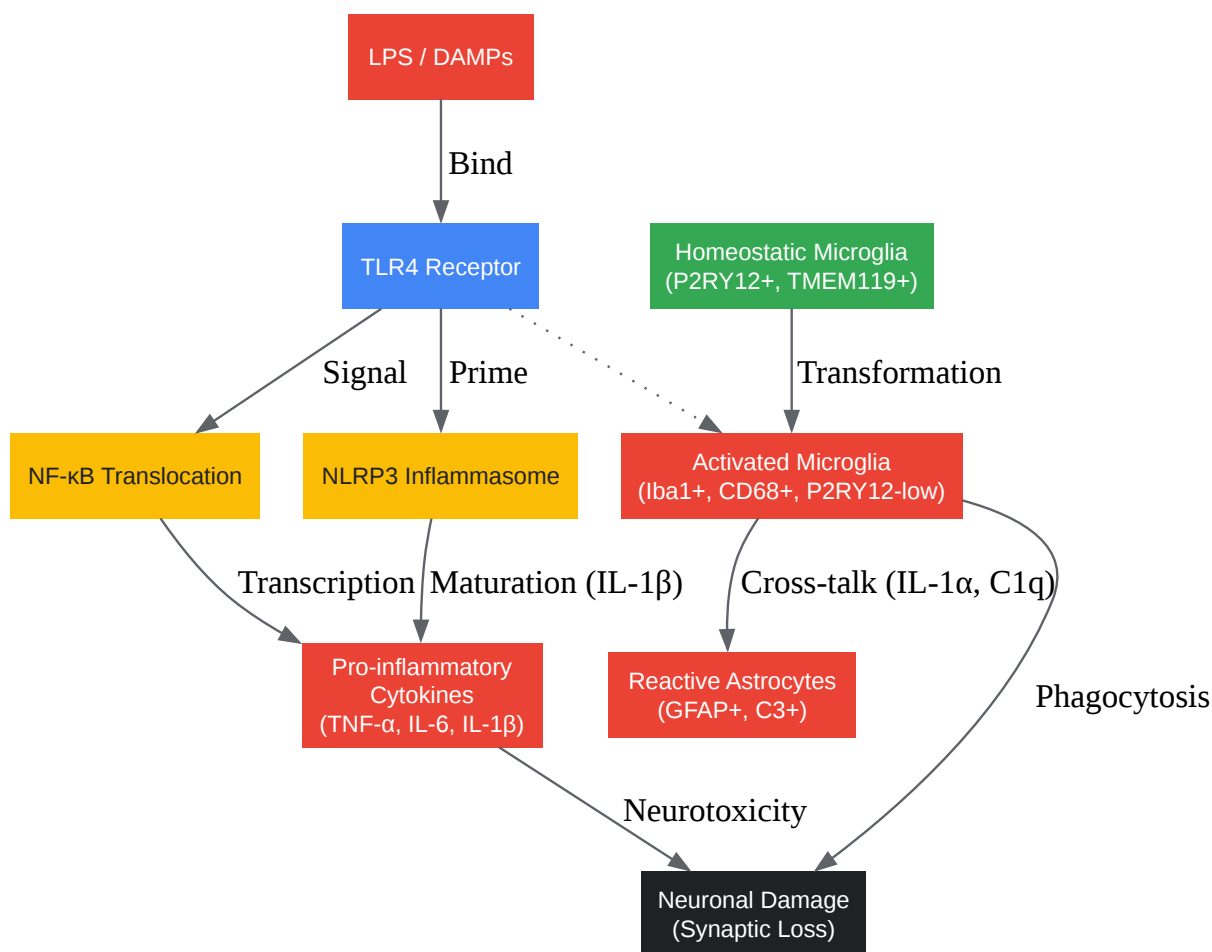 LPS / DAMPs
Bind
TLR4 Receptor
Homeostatic Microglia
(P2RY12+, TMEM119+)
Signal
Prime
Transformation
NF-κB Translocation
NLRP3 Inflammasome
Activated Microglia
(Iba1+, CD68+, P2RY12-low)
Transcription
Maturation (IL-1β)
Cross-talk (IL-1α, C1q)
Pro-inflammatory
Cytokines
(TNF-α, IL-6, IL-1β)
Reactive Astrocytes
(GFAP+, C3+)
Phagocytosis
Neurotoxicity
Neuronal Damage
(Synaptic Loss)